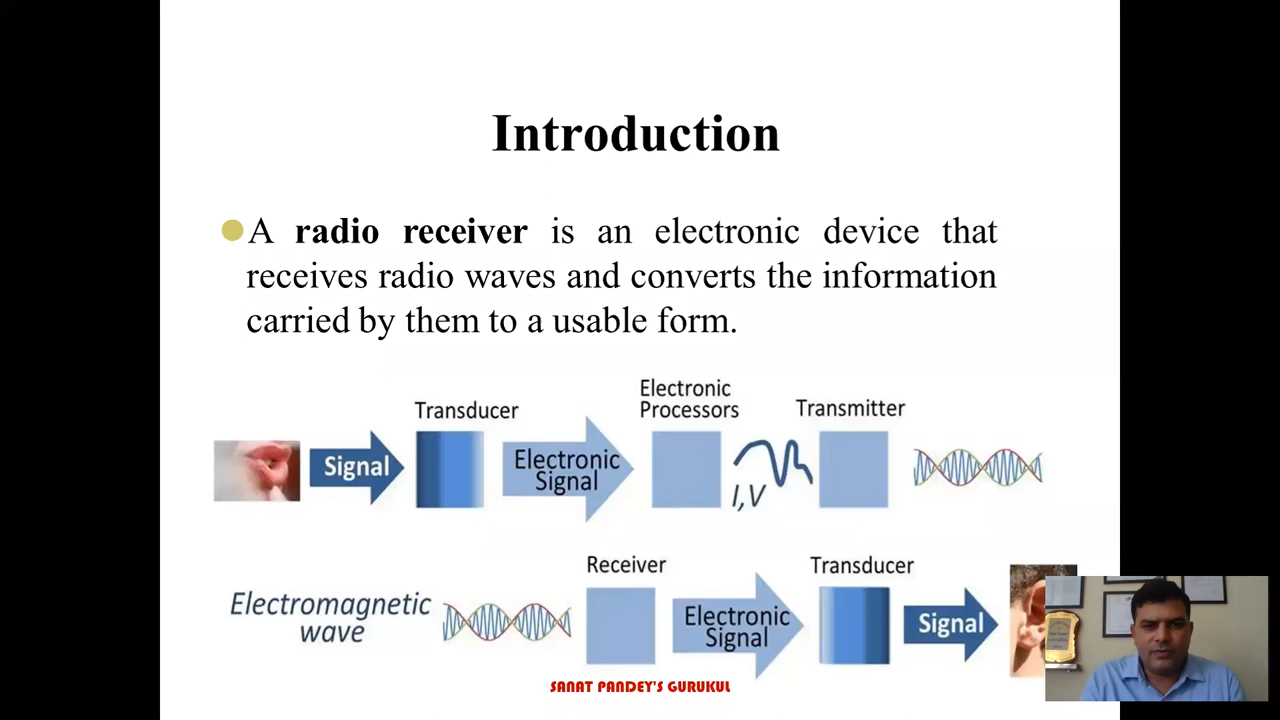 Introduction
A radio receiver is an electronic device that
receives radio waves and converts the information
carried by them to a usable form.
Transducer
Electronic
Processors
Transmitter
Signal
Electronic
Signal
I,V
Receiver
Transducer
Electromagnetic
wave
Electronic
Signal
Signal
SANAT PANDEY'S GURUKUL